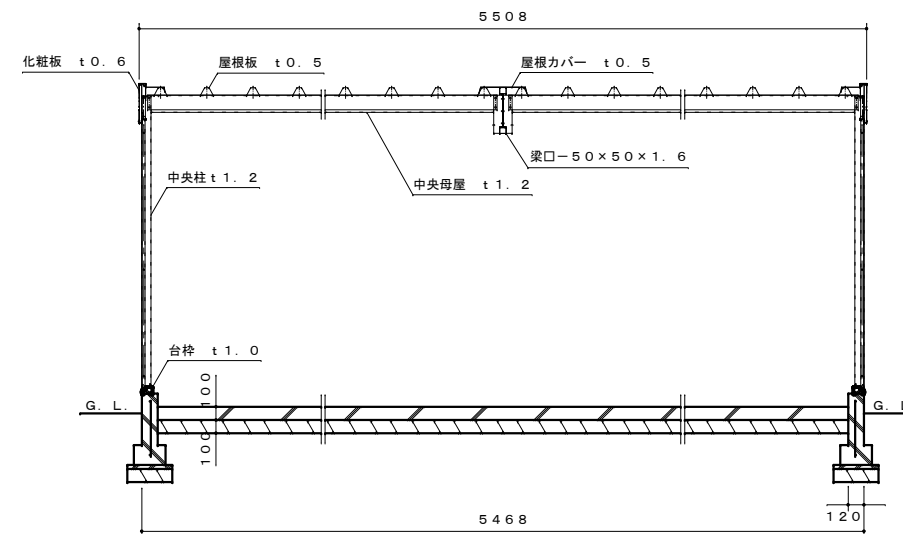 5508
化粧板 t0.6
屋根板 t0.5
屋根カバー t0.5
梁口－50×50×1.6
中央柱t1.2
中央母屋 t1.2
台枠 t1.0
100
G.L.
G.L
100
120
5468